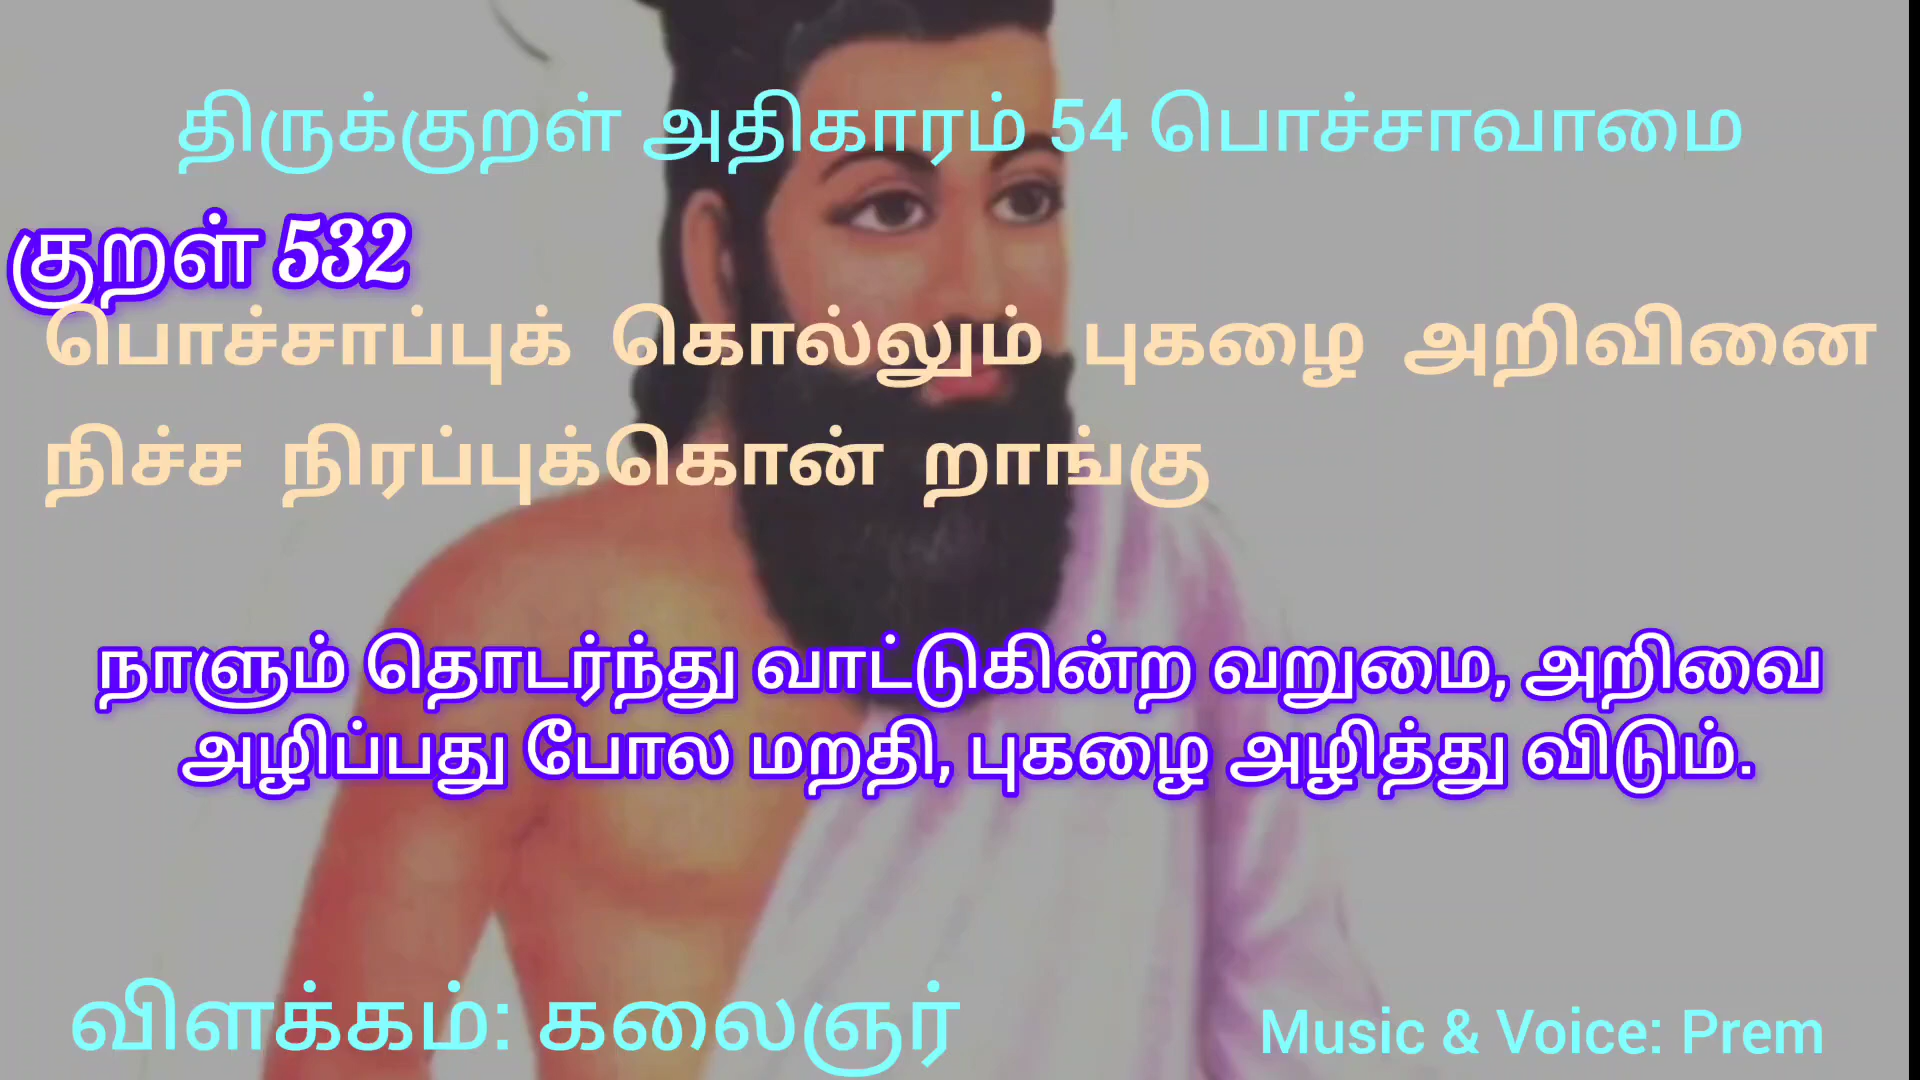 திருக்குறள் அதிகாரம் 54 பொச்சாவாமை
குறள் 532
பொச்சாப்புக் கொல்லும் புகழை அறிவினை
நிச்ச நிரப்புக்கொன் றாங்கு
நாளும் தொடர்ந்து வாட்டுகின்ற வறுமை, அறிவை
அழிப்பது போல மறதி, புகழை அழித்து விடும்.
விளக்கம்: கலைஞர்
Music & Voice: Prem